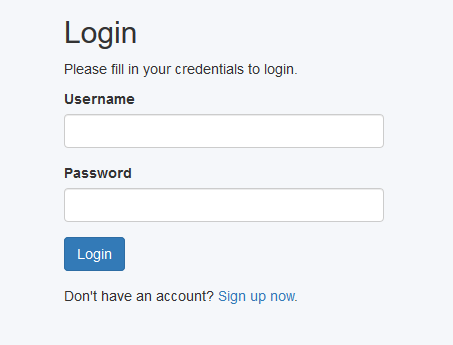 Login
Please fill in your credentials to login.
Username
Password
Login
Don't have an account? Sign up now.